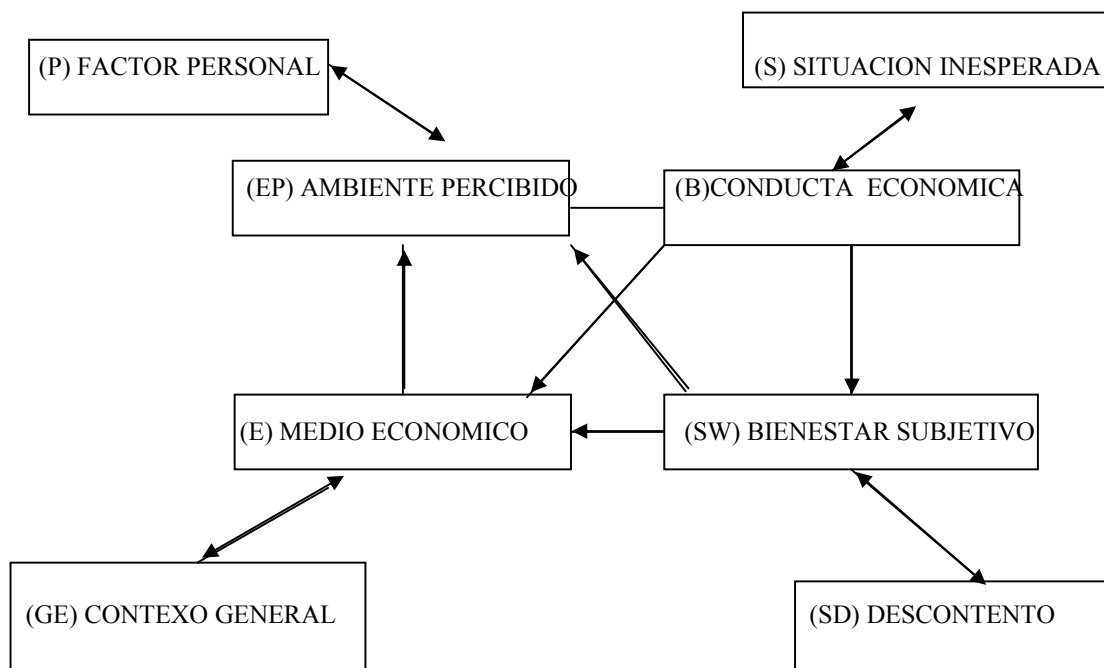 (P) FACTOR PERSONAL
(S) SITUACION INESPERADA
(EP) AMBIENTE PERCIBIDO
(B)CONDUCTA ECONOMICA
(E) MEDIO ECONOMICO
(SW) BIENESTAR SUBJETIVO
(GE) CONTEXO GENERAL
(SD) DESCONTENTO